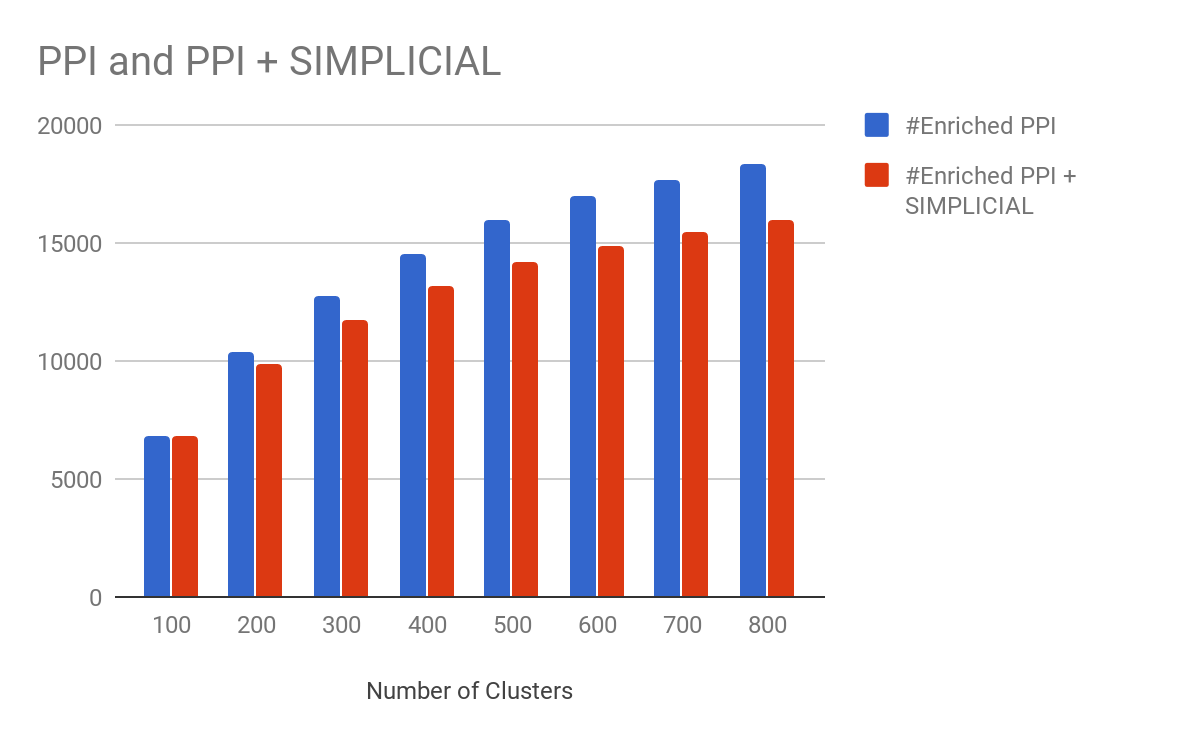 PPI and PPI + SIMPLICIAL
20000
15000
10000
5000
0
#Enriched PPI
#Enriched PPI +
SIMPLICIAL
100 200 300 400 500 600 700 800
Number of Clusters